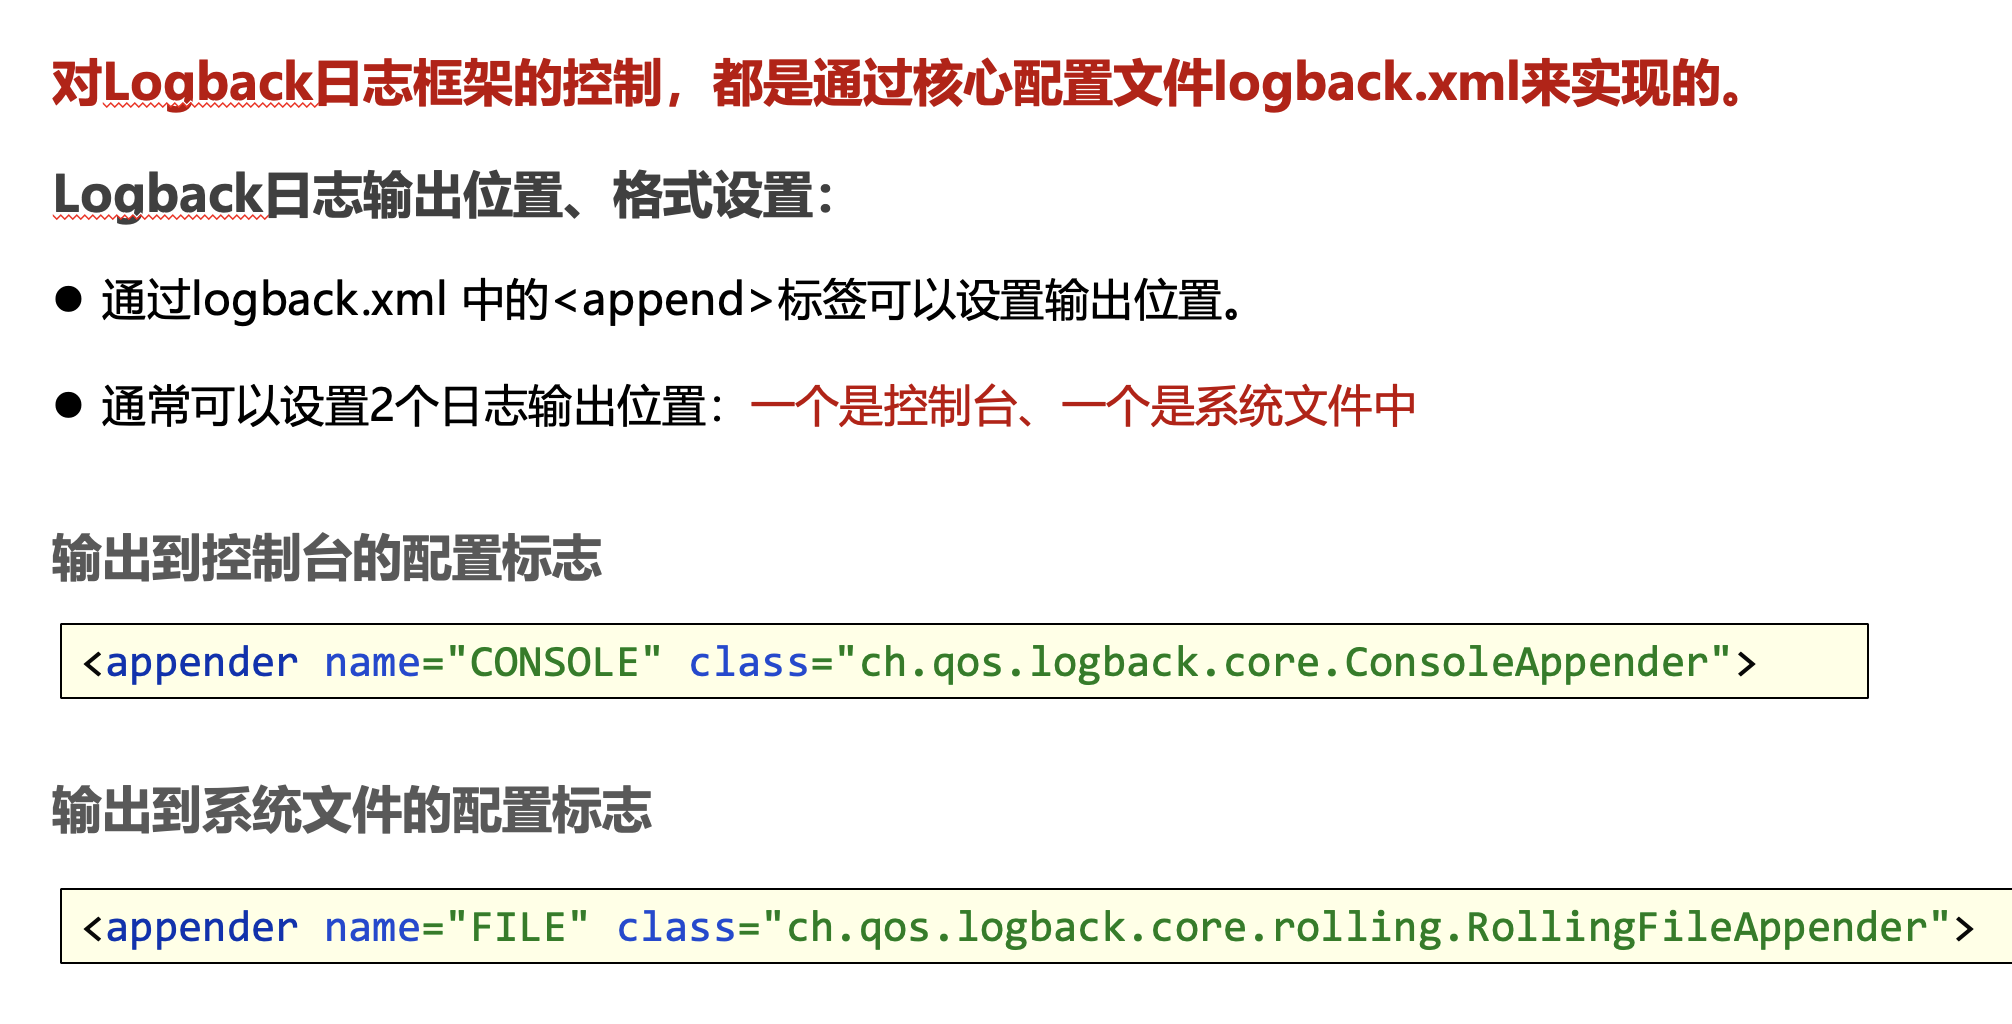 对Logback日志框架的控制，都是通过核心配置文件logback.xml来实现的。
Logback日志输出位置、格式设置：
● 通过logback.xml 中的<append>标签可以设置输出位置。
● 通常可以设置2个日志输出位置：一个是控制台、一个是系统文件中
输出到控制台的配置标志
<appender name="CONSOLE" class="ch.qos.logback.core.ConsoleAppender">
输出到系统文件的配置标志
<appender name="FILE" class="ch.qos.logback.core.rolling.RollingFileAppender">